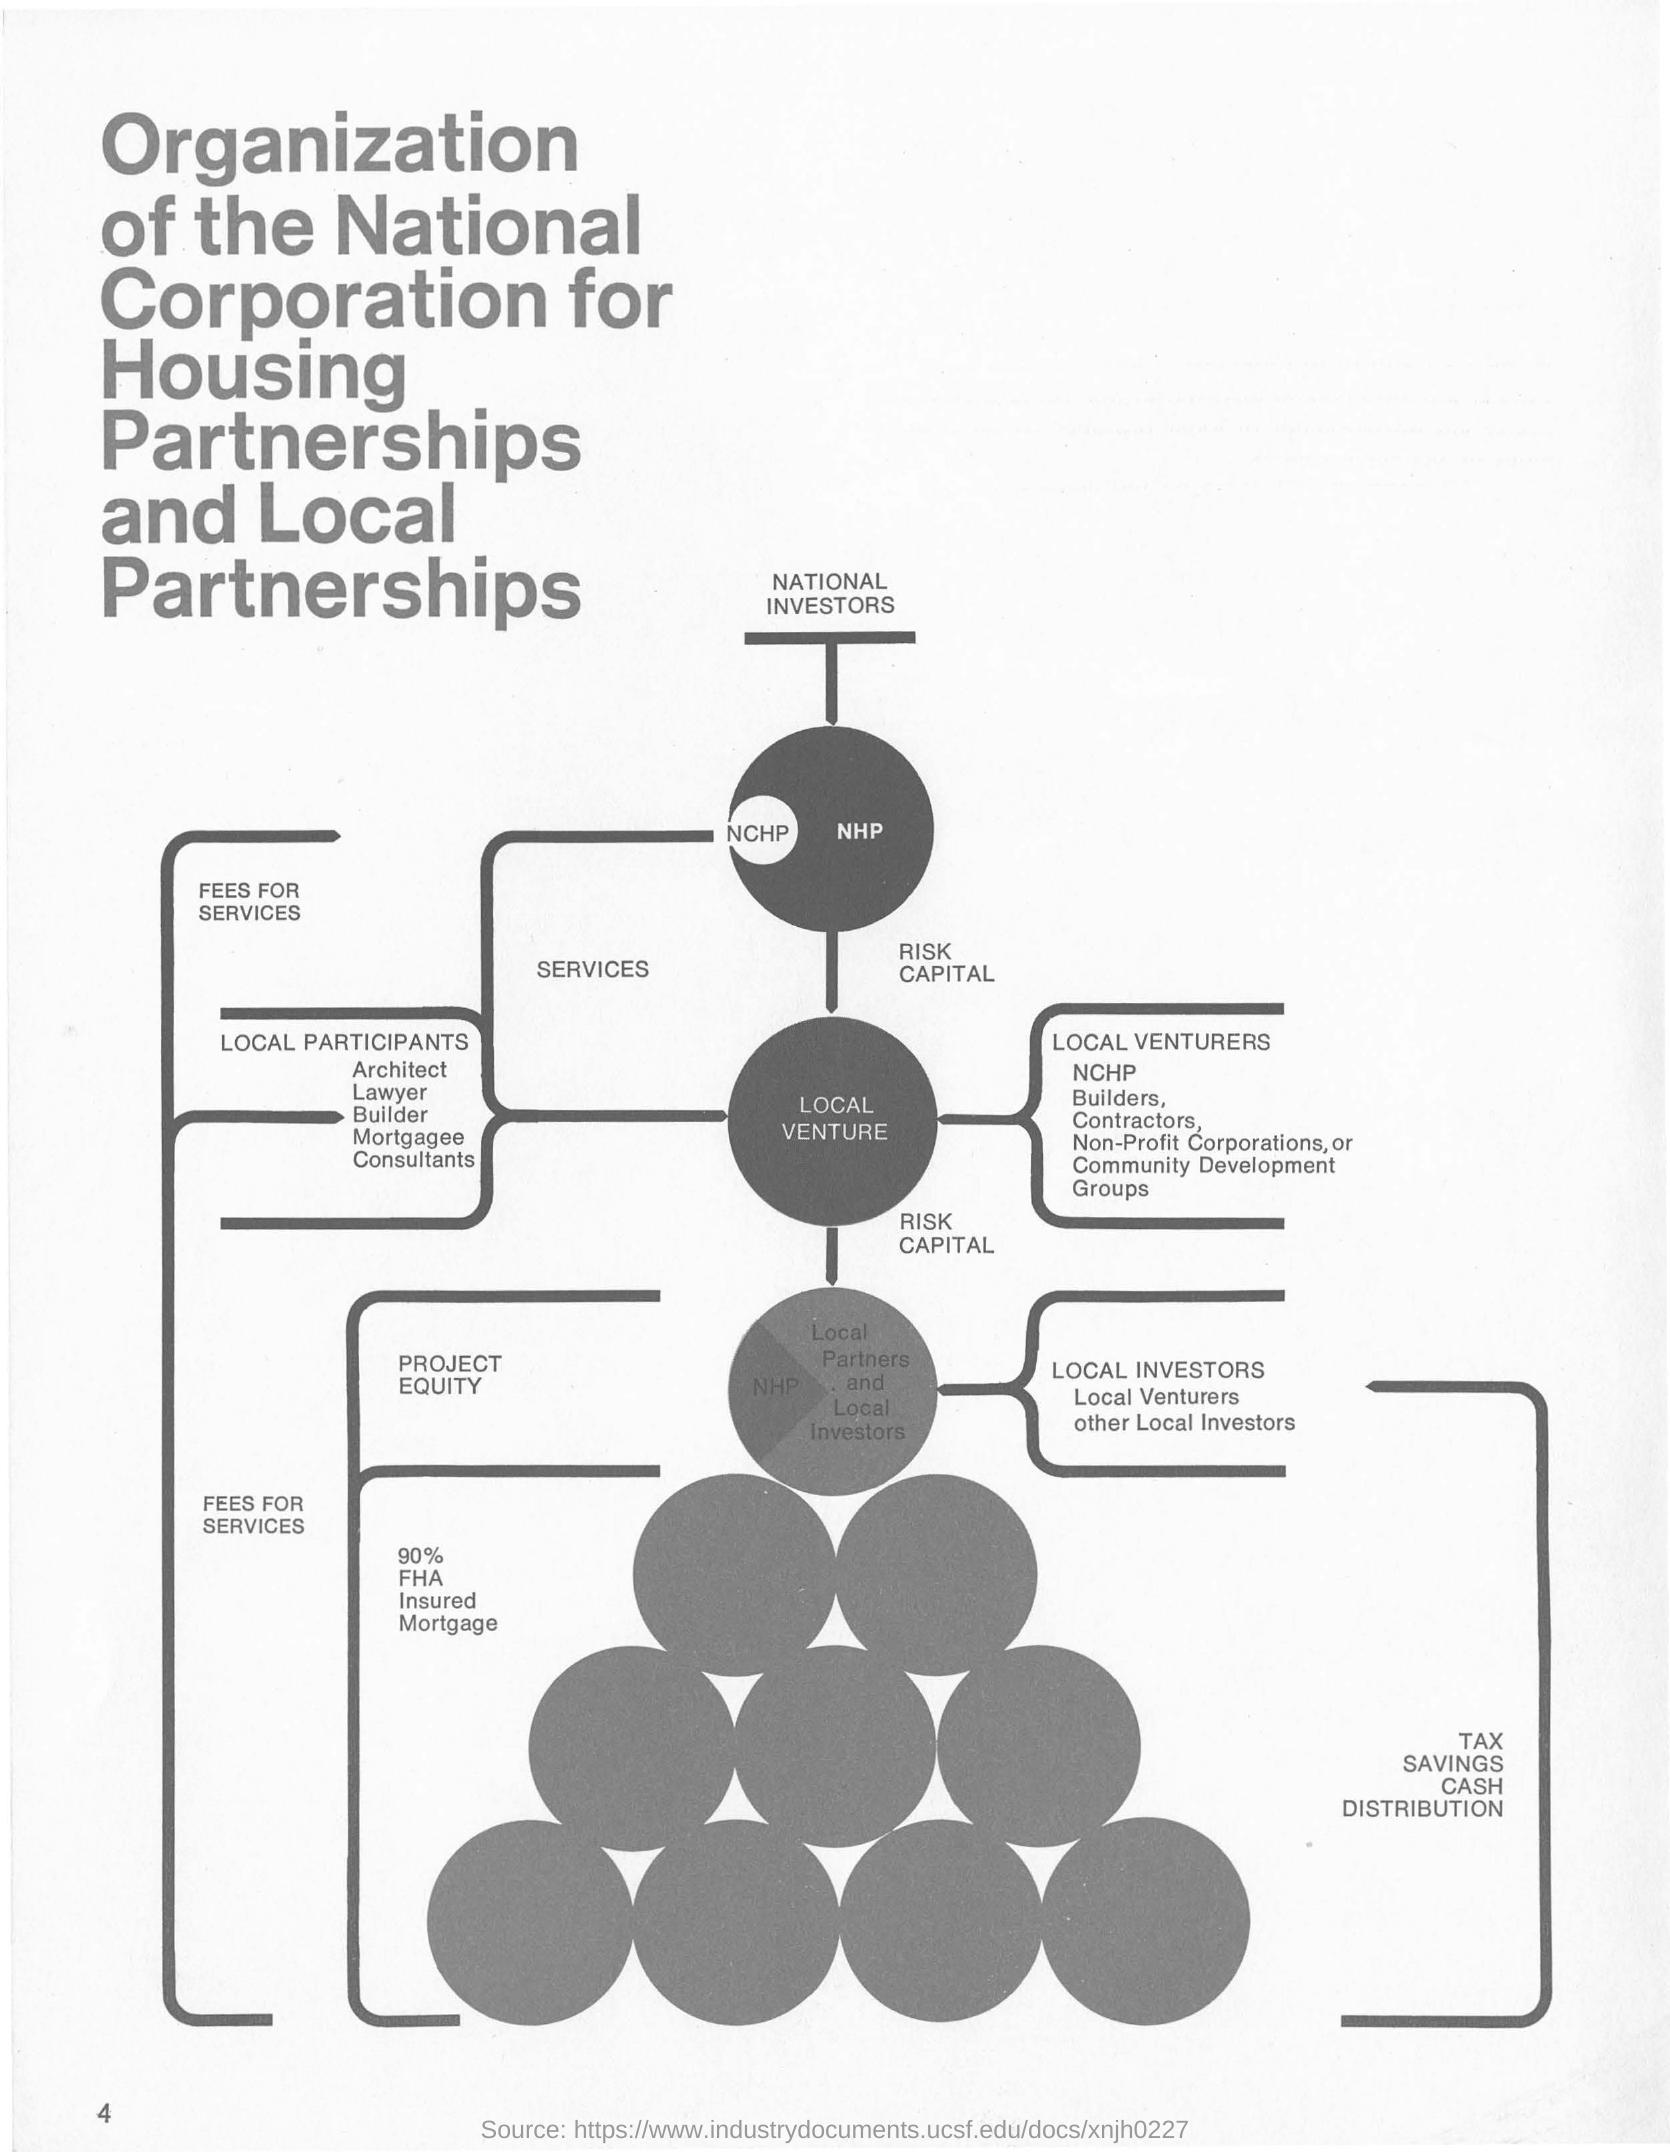 Organization
of the National
Corporation for
Housing
Partnerships
and Local
Partnerships
NATIONAL
INVESTORS
NCHP
NHP
FEES FOR
SERVICES
SERVICES
RISK
CAPITAL
LOCAL PARTICIPANTS
Architect
Lawyer
Builder
Mortgagee
Consultants
LOCAL
VENTURE
LOCAL VENTURERS
NCHP
Builders,
Contractors,
Non-Profit Corporations, or
Community Development
Groups
RISK
CAPITAL
PROJECT
EQUITY
NHP
Local
Partners
and
Local
Investors
LOCAL INVESTORS
Local Venturers
other Local Investors
FEES FOR
SERVICES
90%
FHA
Insured
Mortgage
TAX
SAVINGS
CASH
DISTRIBUTION
4
Source: https://www.industrydocuments.ucsf.edu/docs/xnjh0227